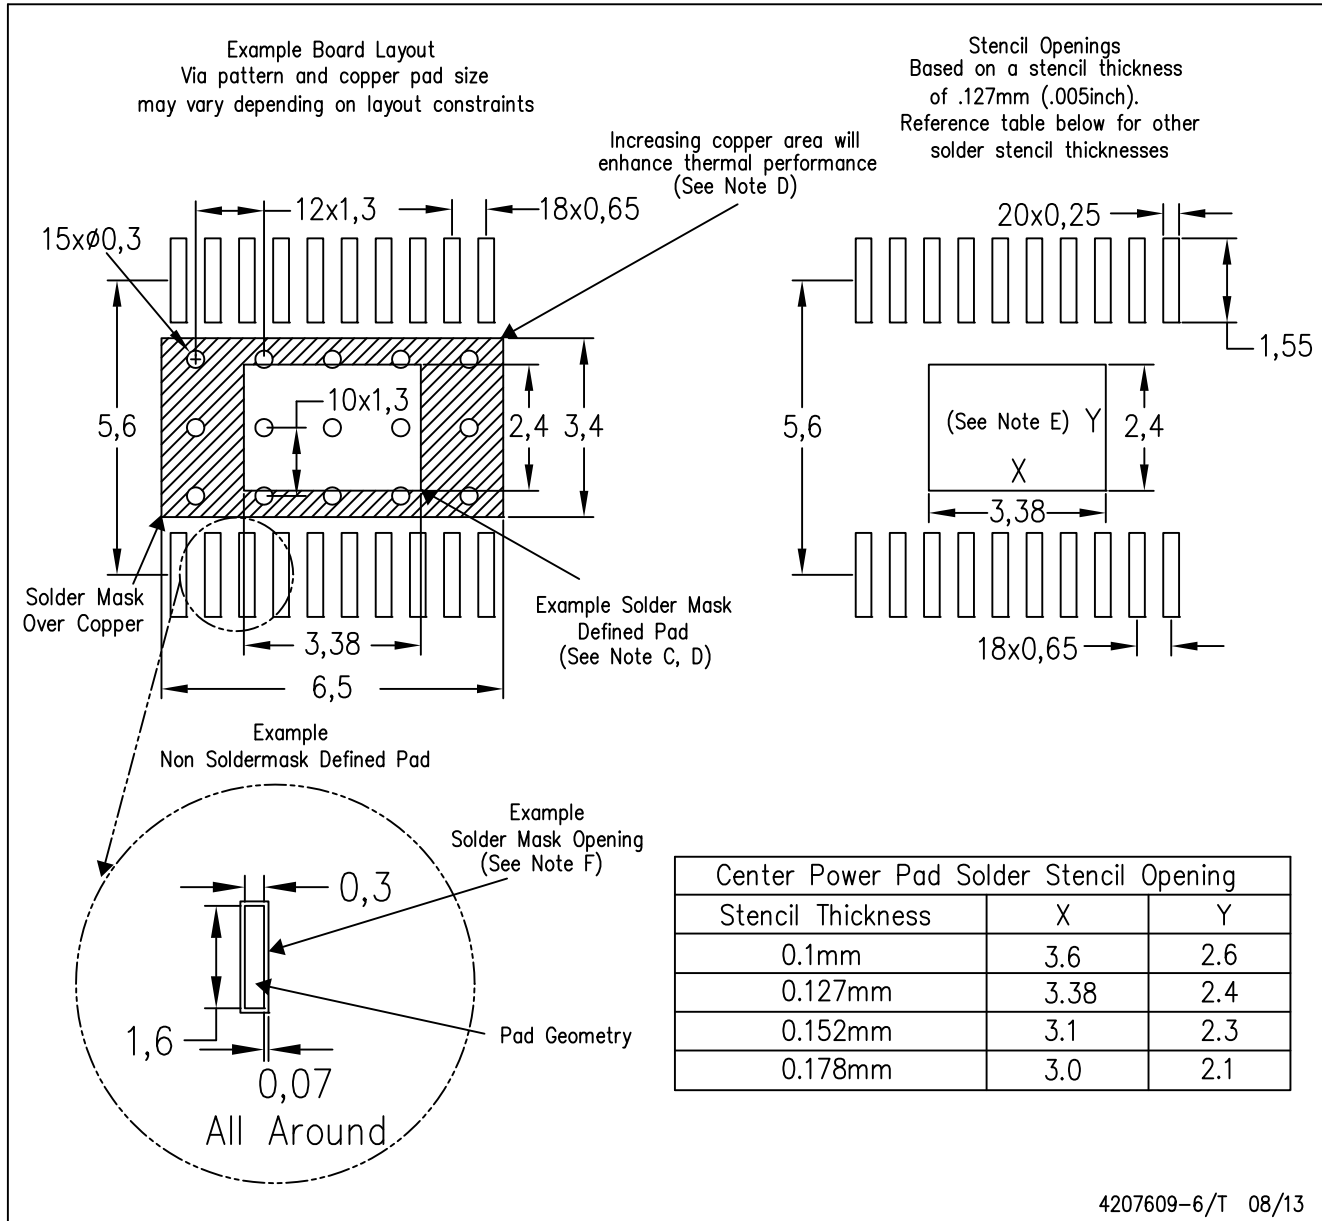 Example Board Layout
Via pattern and copper pad size
may vary depending on layout constraints
Stencil Openings
Based on a stencil thickness
of .127mm (.005inch).
Reference table below for other
solder stencil thicknesses
Increasing copper area will
enhance thermal performance
(See Note D)
12x1,3
18x0,65
15xø0,3
5,6
10x1,3
2,4
3,4
Solder Mask
Over Copper
3,38
6,5
Example Solder Mask
Defined Pad
(See Note C, D)
20x0,25
1,55
5,6
(See Note E)
Y
X
2,4
3,38
18x0,65
Example
Non Soldermask Defined Pad
Example
Solder Mask Opening
(See Note F)
0,3
1,6
Pad Geometry
0,07
All Around
Center Power Pad Solder Stencil Opening
Stencil Thickness X Y
0.1mm 3.6 2.6
0.127mm 3.38 2.4
0.152mm 3.1 2.3
0.178mm 3.0 2.1
4207609-6/T 08/13